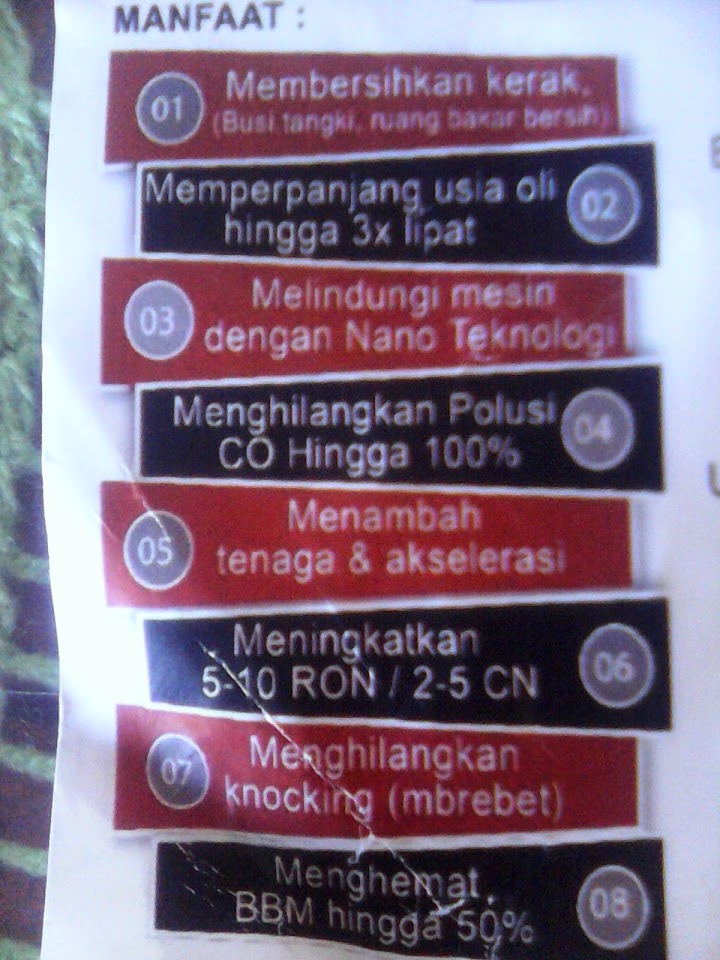 MANFAAT :
01
Membersihkan kerak,
(Busi tangki, ruang bakar bersih)
Memperpanjang usia oli
hingga 3x lipat
02
03
Melindungi mesin
dengan Nano Teknologi
Menghilangkan Polusi
CO Hingga 100%
04
05
Menambah
tenaga & akselerasi
Meningkatkan
5-10 RON / 2-5 CN
06
07
Menghilangkan
knocking (mbrebet)
Menghemat
BBM hingga 50%
08